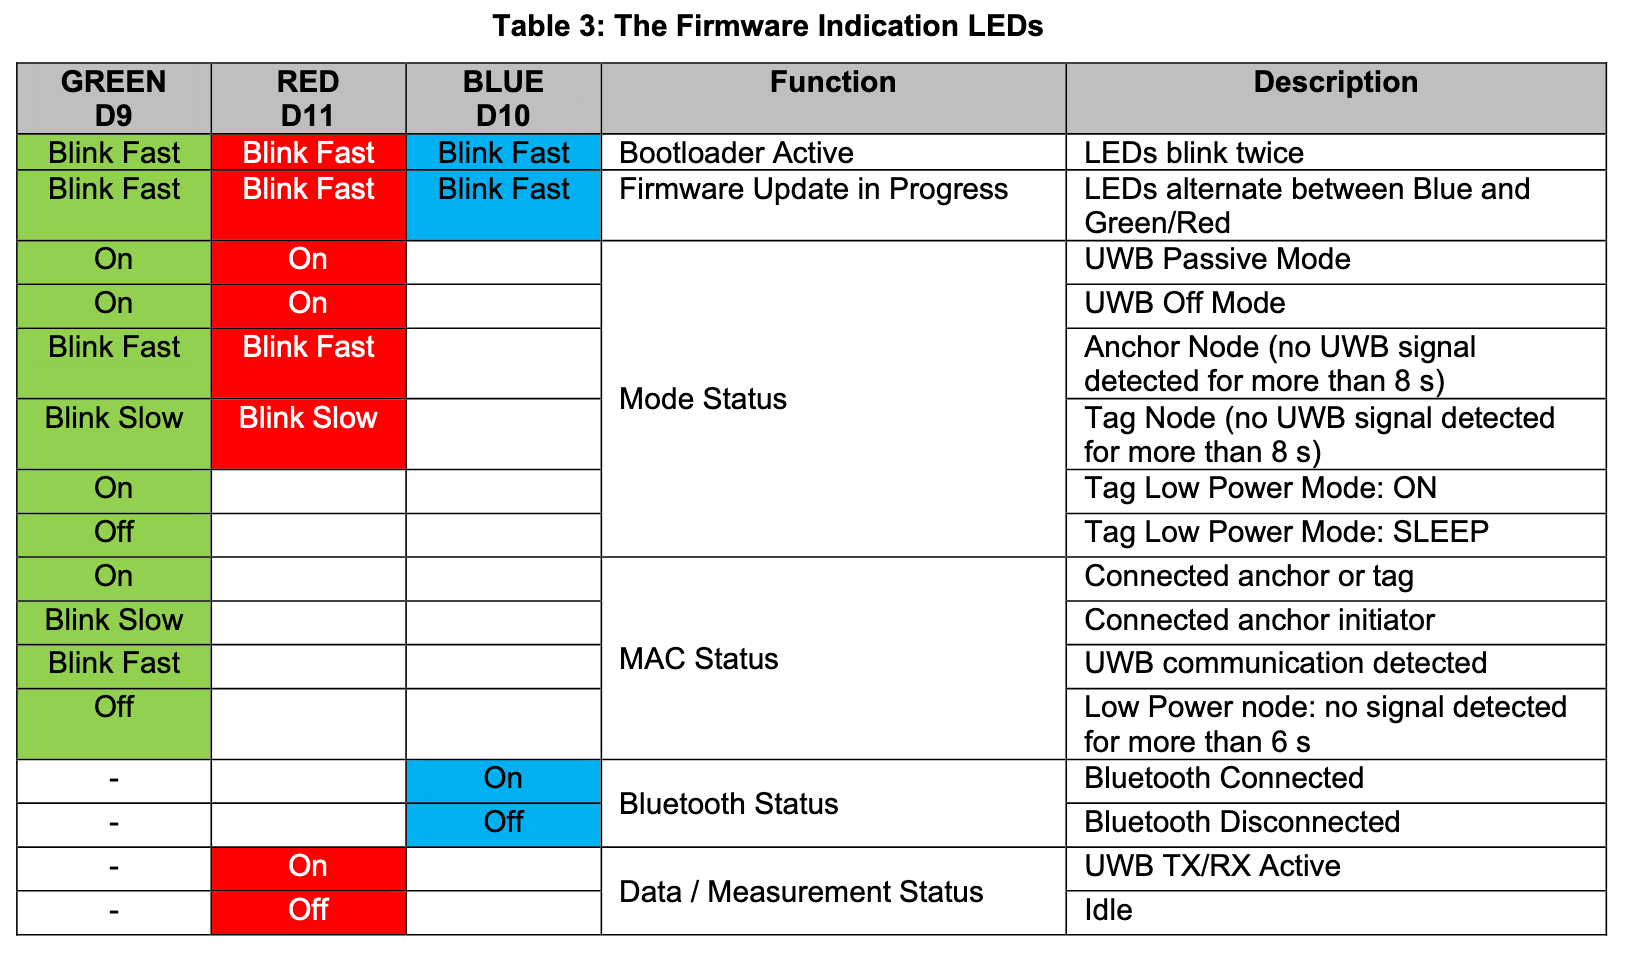 Table 3: The Firmware Indication LEDs
GREEN D9 RED D11 BLUE D10 Function Description
Blink Fast Blink Fast Blink Fast Bootloader Active LEDs blink twice
Blink Fast Blink Fast Blink Fast Firmware Update in Progress LEDs alternate between Blue and
Green/Red
On On UWB Passive Mode
On On UWB Off Mode
Blink Fast Blink Fast Anchor Node (no UWB signal
detected for more than 8 s)
Mode Status
Blink Slow Blink Slow Tag Node (no UWB signal detected
for more than 8 s)
On Tag Low Power Mode: ON
Off Tag Low Power Mode: SLEEP
On Connected anchor or tag
Blink Slow Connected anchor initiator
MAC Status
Blink Fast UWB communication detected
Off Low Power node: no signal detected
for more than 6 s
- On Bluetooth Connected
Bluetooth Status
- Off Bluetooth Disconnected
- On UWB TX/RX Active
Data / Measurement Status
- Off Idle